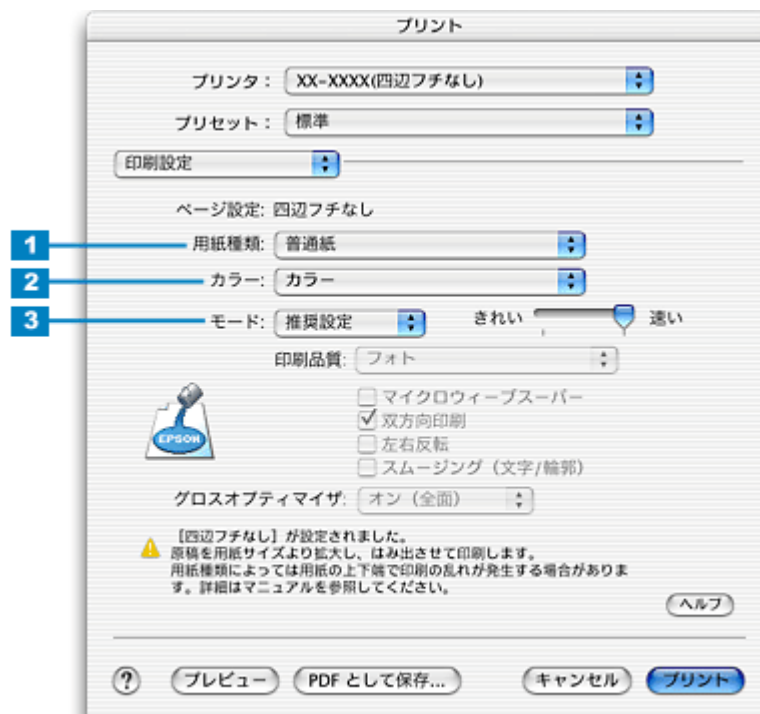 プリント
プリンタ： XX-XXXX(四辺フチなし)
プリセット： 標準
印刷設定
ページ設定: 四辺フチなし
1 用紙種類: 普通紙
2 カラー: カラー
3 モード: 推奨設定 きれい 速い
印刷品質: フォト
マイクロウィーブスーパー
双方向印刷
左右反転
スムージング（文字/輪郭）
EPSON
グロスオプティマイザ: オン（全面）
［四辺フチなし］が設定されました。
原稿を用紙サイズより拡大し、はみ出させて印刷します。
用紙種類によっては用紙の上下端で印刷の乱れが発生する場合がありま
す。詳細はマニュアルを参照してください。
ヘルプ
? プレビュー PDF として保存... キャンセル プリント